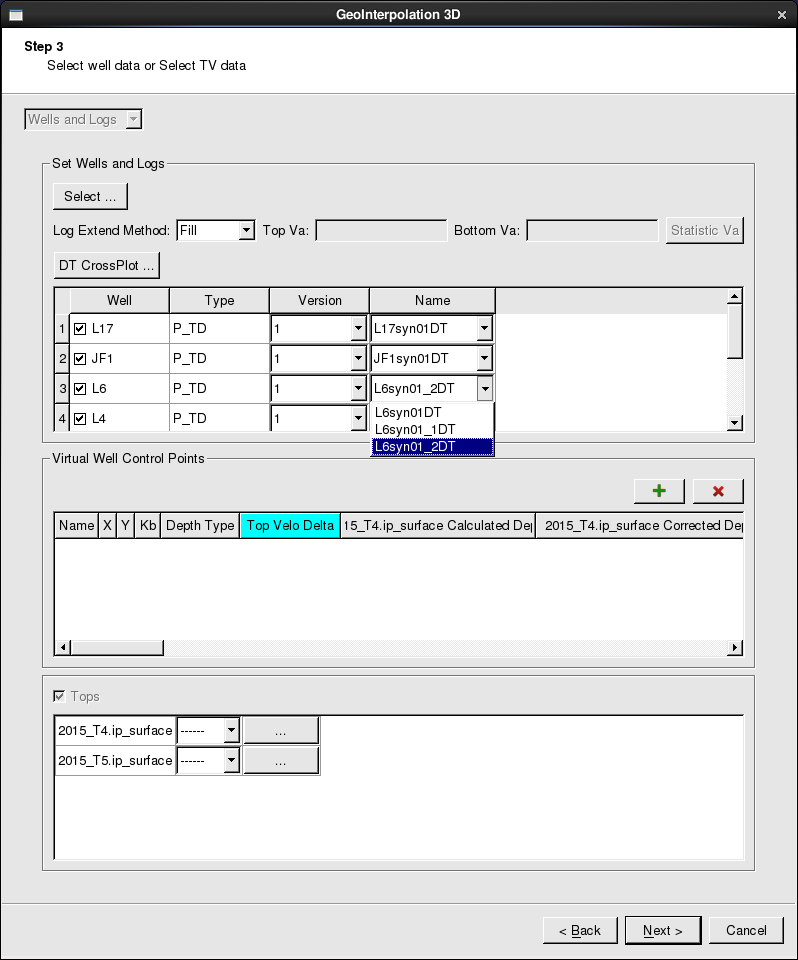 GeoInterpolation 3D
Step 3
Select well data or Select TV data
Wells and Logs
Set Wells and Logs
Select ...
Log Extend Method: Fill Top Va: Bottom Va: Statistic Va
DT CrossPlot ...
Well Type Version Name
1 L17 P_TD 1 L17syn01DT
2 JF1 P_TD 1 JF1syn01DT
3 L6 P_TD 1 L6syn01_2DT
4 L4 P_TD 1
L6syn01DT
L6syn01_1DT
L6syn01_2DT
Virtual Well Control Points
Name X Y Kb Depth Type Top Velo Delta 15_T4.ip_surface Calculated Dep 2015_T4.ip_surface Corrected Dep
Tops
2015_T4.ip_surface ------ ...
2015_T5.ip_surface ------ ...
< Back Next > Cancel